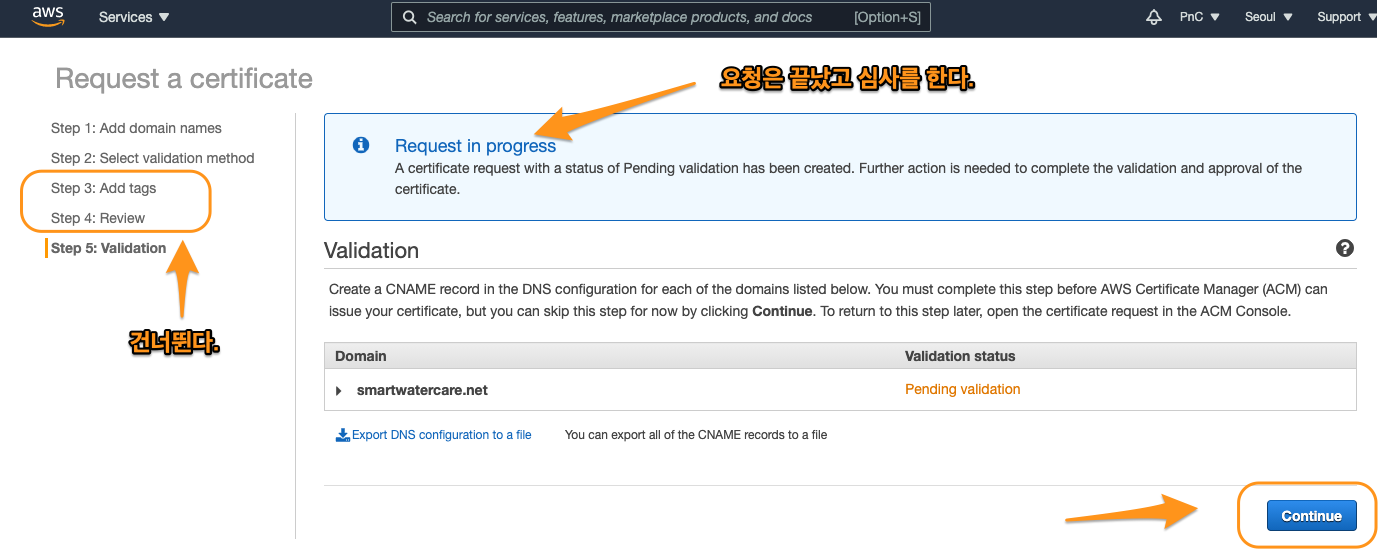 aws Services Search for services, features, marketplace products, and docs [Option+S] PnC Seoul Support
Request a certificate
요청은 끝났고 심사를 한다.
Step 1: Add domain names
Step 2: Select validation method
Step 3: Add tags
Step 4: Review
Step 5: Validation
건너뛴다.
Request in progress
A certificate request with a status of Pending validation has been created. Further action is needed to complete the validation and approval of the
certificate.
Validation
Create a CNAME record in the DNS configuration for each of the domains listed below. You must complete this step before AWS Certificate Manager (ACM) can
issue your certificate, but you can skip this step for now by clicking Continue. To return to this step later, open the certificate request in the ACM Console.
Domain Validation status
smartwatercare.net Pending validation
Export DNS configuration to a file You can export all of the CNAME records to a file
Continue